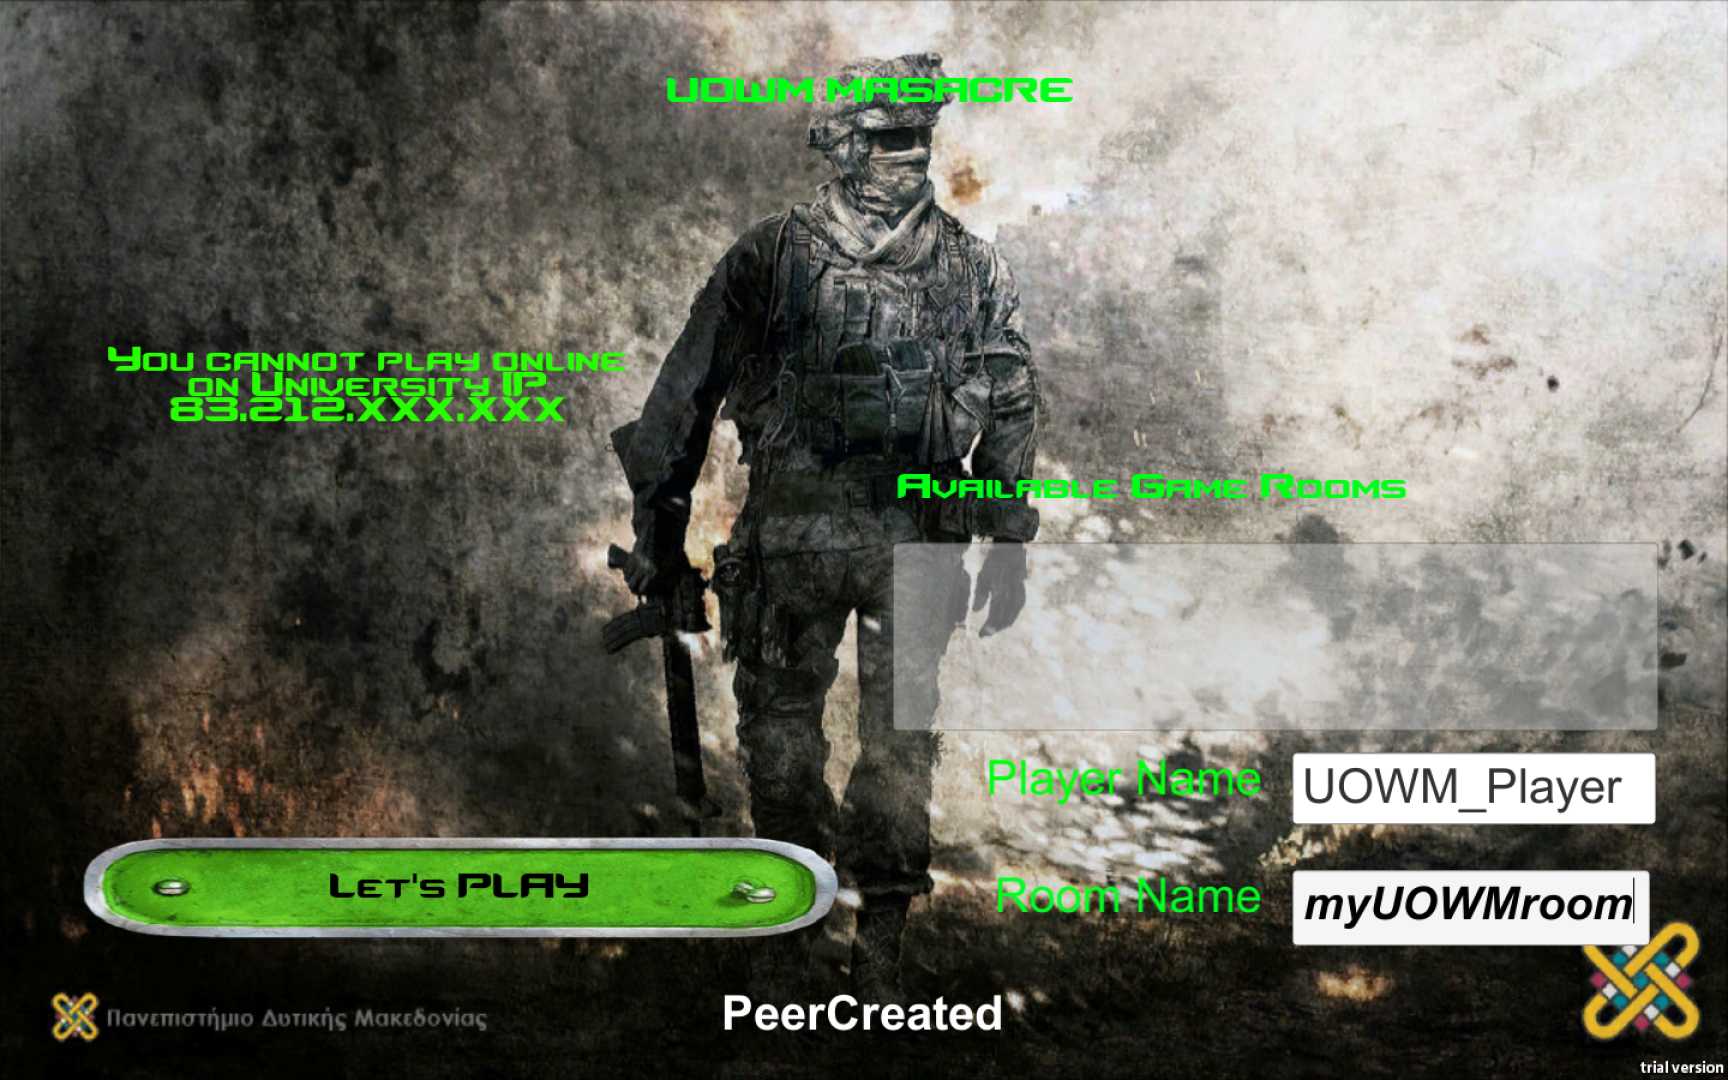 UOWM MASACRE
You cannot play online
on University IP
83.212.XXX.XXX
Available Game Rooms
Player Name
UOWM_Player
Room Name
myUOWMroom
Let's PLAY
Πανεπιστήμιο Δυτικής Μακεδονίας
PeerCreated
trial version